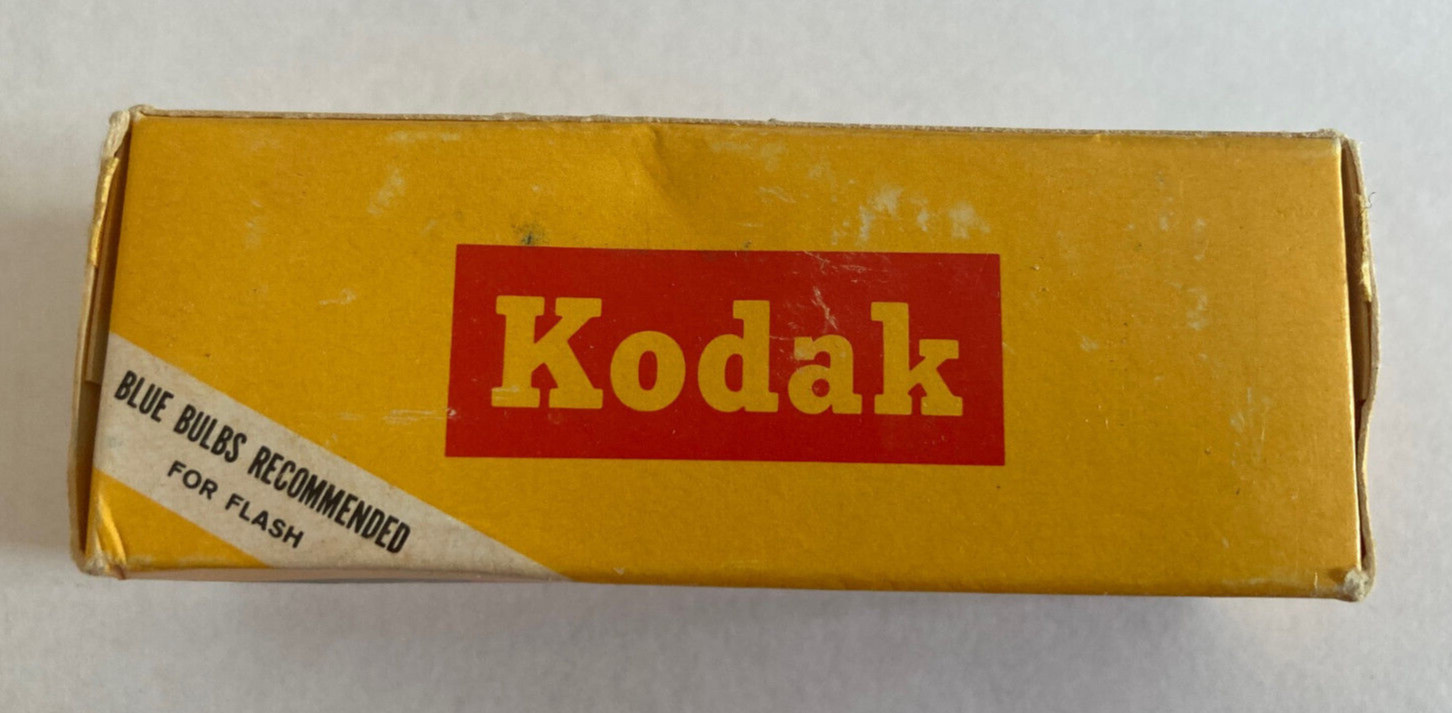 Kodak
BLUE BULBS RECOMMENDED
FOR FLASH